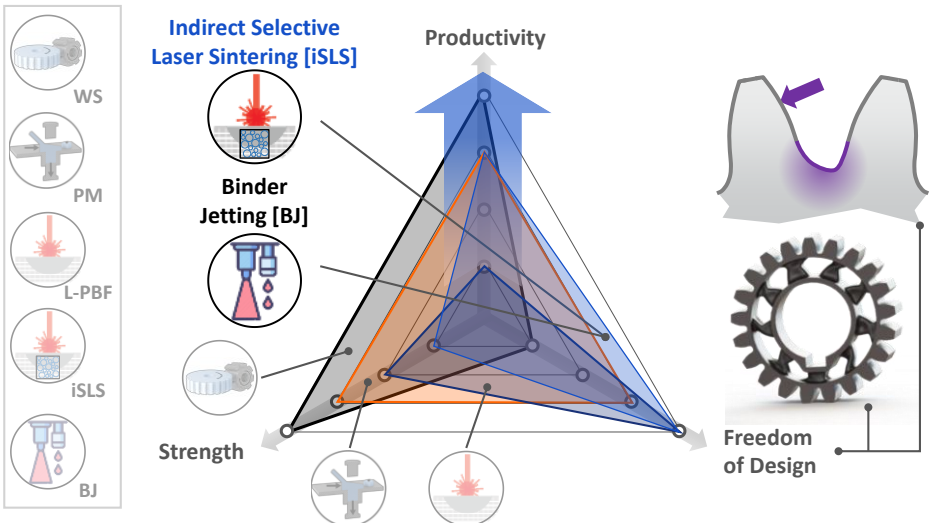 WS
PM
L-PBF
iSLS
BJ
Indirect Selective
Laser Sintering [iSLS]
Binder
Jetting [BJ]
Productivity
Strength
Freedom
of Design